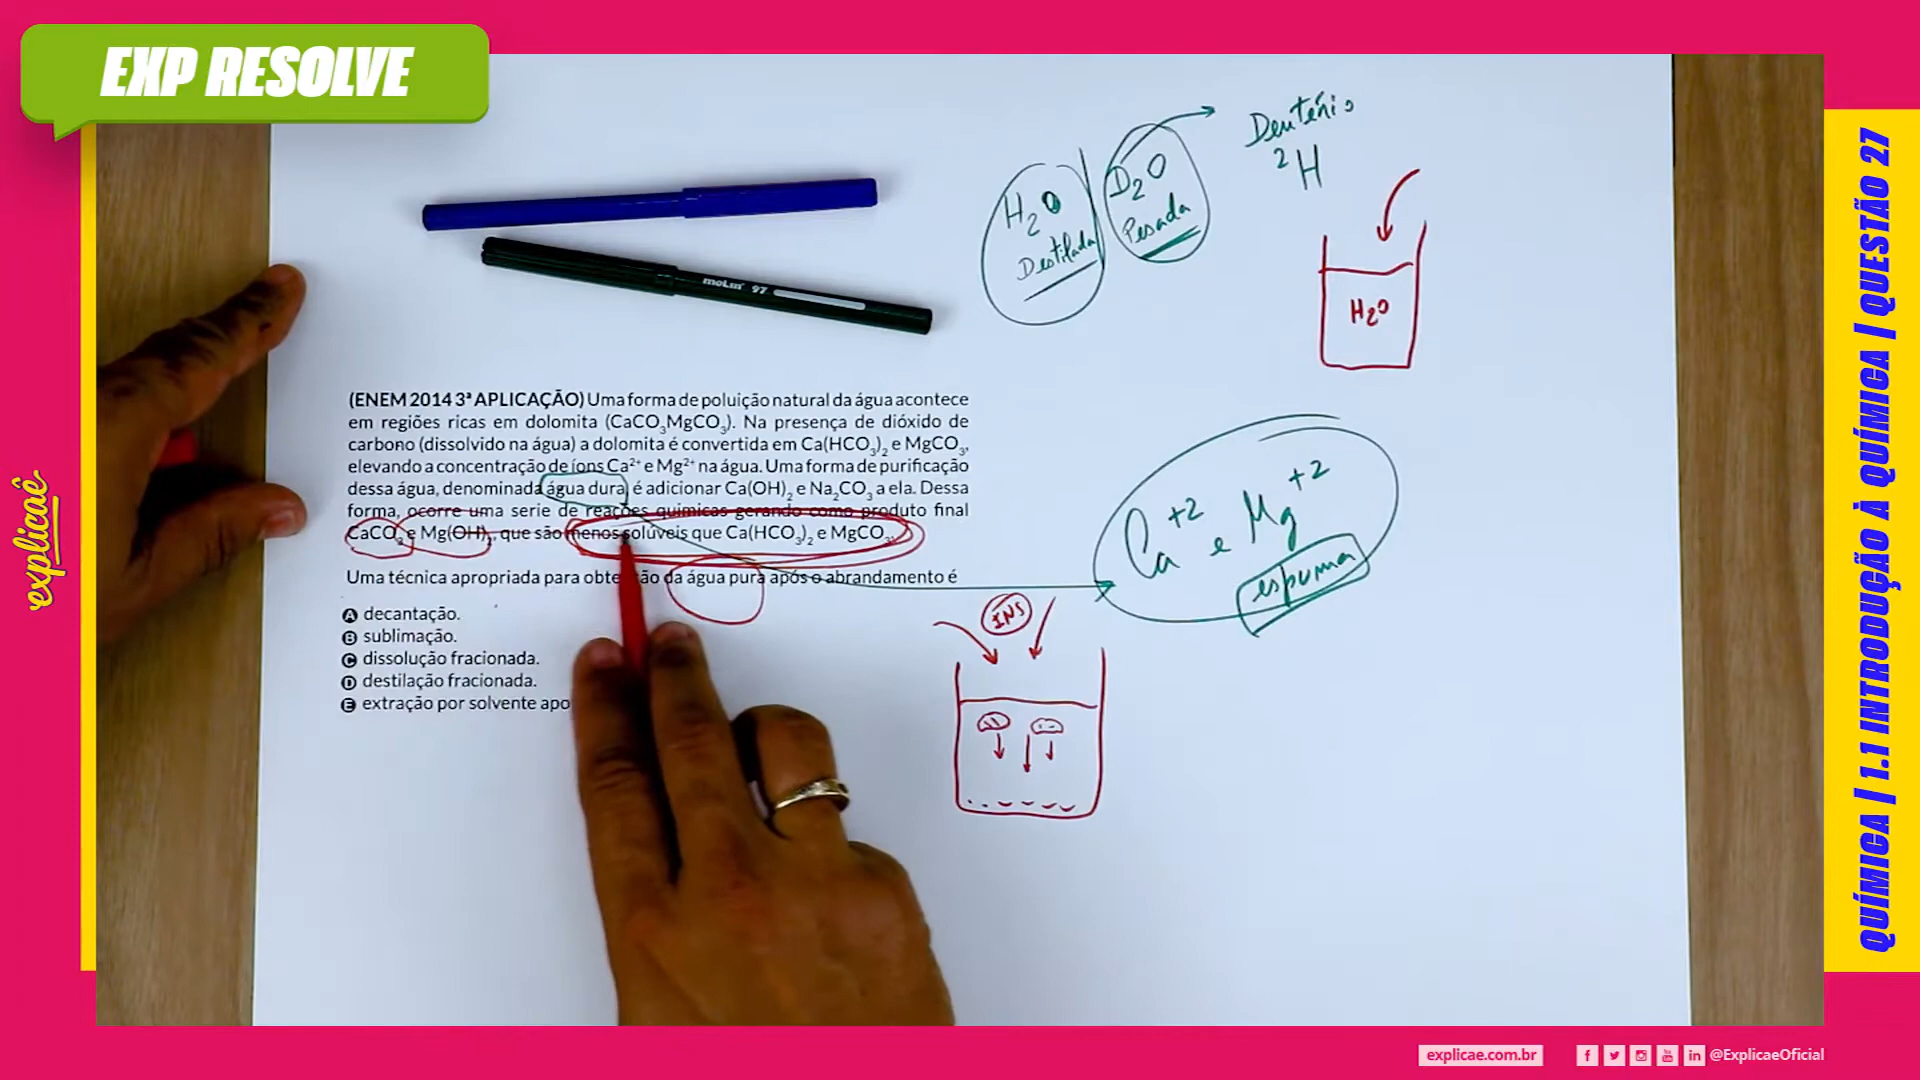 EXP RESOLVE
Deutério
²H
H₂O
Destilada
D₂O
Pesada
H₂O
moLin 97
(ENEM 2014 3ª APLICAÇÃO) Uma forma de poluição natural da água acontece
em regiões ricas em dolomita (CaCO₃MgCO₃). Na presença de dióxido de
carbono (dissolvido na água) a dolomita é convertida em Ca(HCO₃)₂ e MgCO₃,
elevando a concentração de íons Ca²⁺ e Mg²⁺ na água. Uma forma de purificação
dessa água, denominada água dura, é adicionar Ca(OH)₂ e Na₂CO₃ a ela. Dessa
forma, ocorre uma serie de reações químicas gerando como produto final
CaCO₃ e Mg(OH)₂, que são menos solúveis que Ca(HCO₃)₂ e MgCO₃.
Uma técnica apropriada para obtenção da água pura após o abrandamento é
A decantação.
B sublimação.
C dissolução fracionada.
D destilação fracionada.
E extração por solvente apo
Ca⁺² e Mg⁺²
espuma
INS
explicaê
QUÍMICA | 1.1 INTRODUÇÃO À QUÍMICA | QUESTÃO 27
explicae.com.br
@ExplicaeOficial